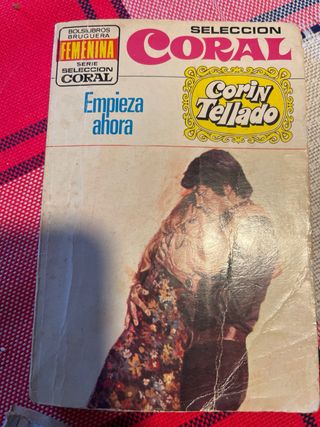 BOLSILIBROS
BRUGUERA
FEMENINA
SERIE
SELECCION
CORAL
SELECCION
CORAL
Corín
Tellado
Empieza
ahora